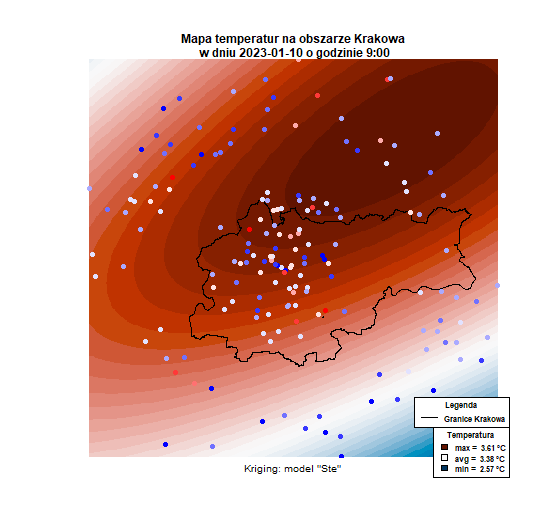 Mapa temperatur na obszarze Krakowa
w dniu 2023-01-10 o godzinie 9:00
Legenda
Granice Krakowa
Temperatura
max = 3.61 °C
avg = 3.38 °C
min = 2.57 °C
Kriging: model "Ste"